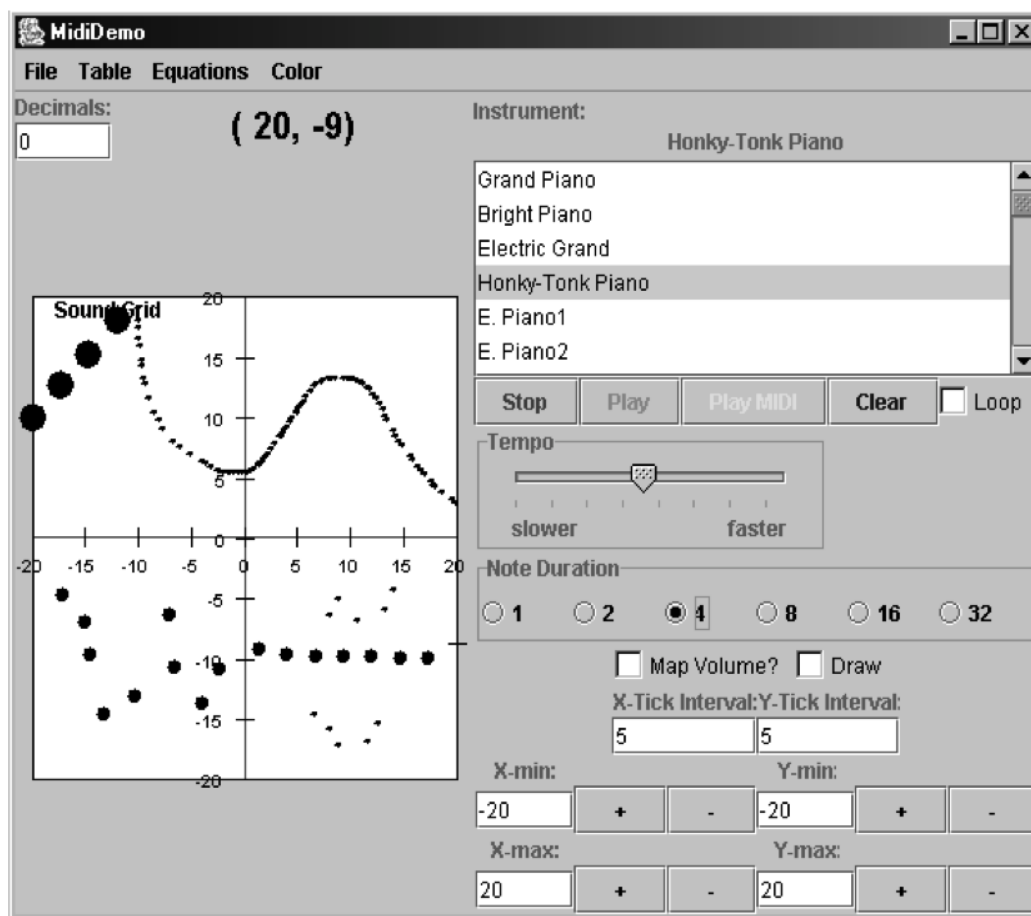 MidiDemo
File Table Equations Color
Decimals:
0
( 20, -9)
Instrument:
Honky-Tonk Piano
Grand Piano
Bright Piano
Electric Grand
Honky-Tonk Piano
E. Piano1
E. Piano2
Stop Play Play MIDI Clear Loop
Tempo
slower faster
Note Duration
1 2 4 8 16 32
Map Volume? Draw
X-Tick Interval: Y-Tick Interval:
5 5
X-min: Y-min:
-20 + - -20 + -
X-max: Y-max:
20 + - 20 + -
Sound Grid
20
15
10
5
0
-20 -15 -10 -5 0 5 10 15 20
-5
-10
-15
-20